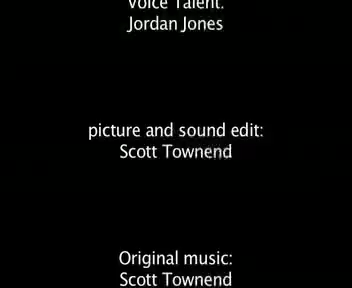 Voice Talent:
Jordan Jones
picture and sound edit:
Scott Townend
Original music:
Scott Townend